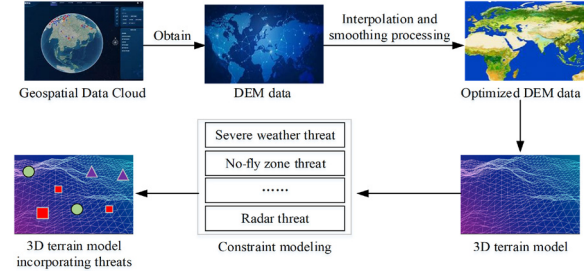 Obtain
Interpolation and
smoothing processing
Geospatial Data Cloud
DEM data
Optimized DEM data
Severe weather threat
No-fly zone threat
......
Radar threat
Constraint modeling
3D terrain model
incorporating threats
3D terrain model